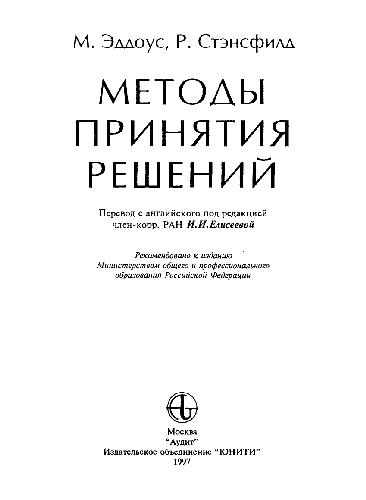 М. Эддоус, Р. Стэнсфилд
МЕТОДЫ
ПРИНЯТИЯ
РЕШЕНИЙ
Перевод с английского под редакцией
член-корр. РАН И.И.Елисеевой
Рекомендовано к изданию
Министерством общего и профессионального
образования Российской Федерации
Москва
"Аудит"
Издательское объединение "ЮНИТИ"
1997